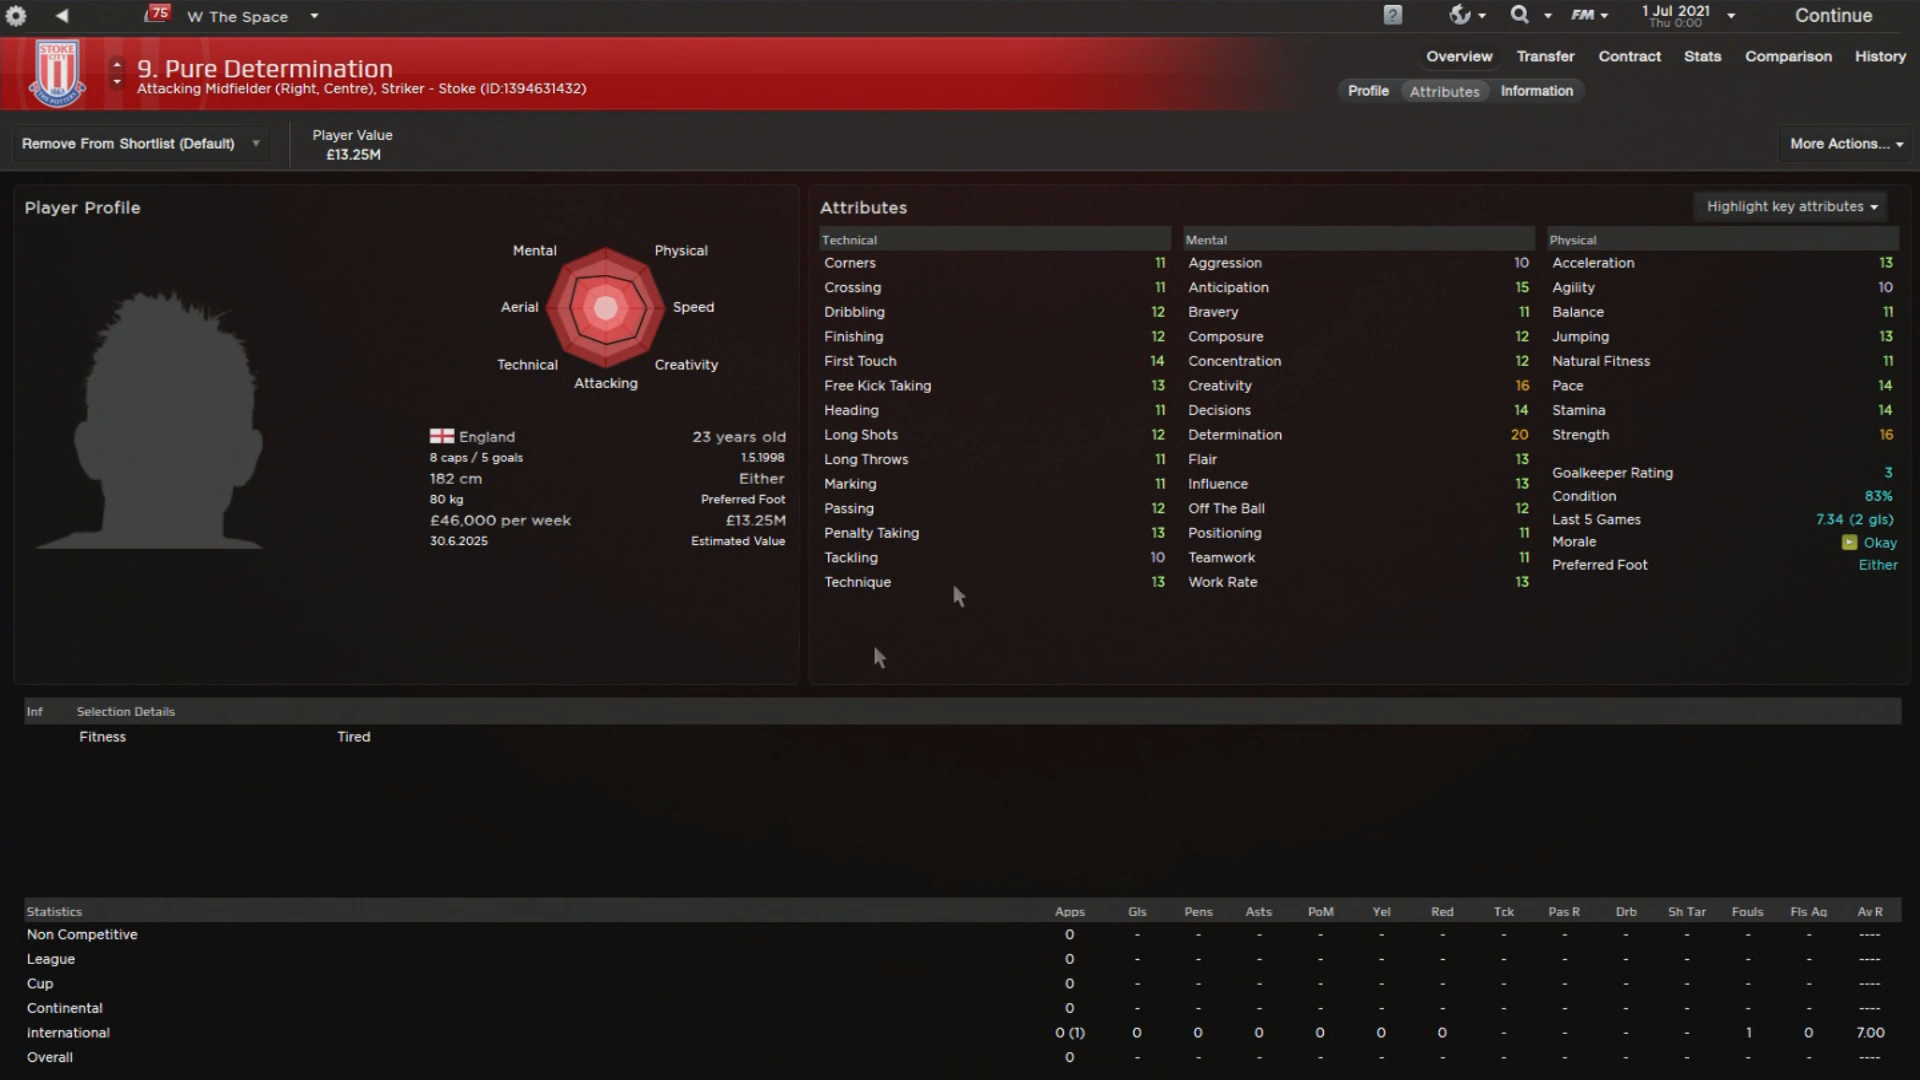 75 W The Space
? FM 1 Jul 2021 Continue
Thu 0:00
STOKE
CITY
9. Pure Determination
Attacking Midfielder (Right, Centre), Striker - Stoke (ID:1394631432)
Overview Transfer Contract Stats Comparison History
Profile Attributes Information
Remove From Shortlist (Default)
Player Value
£13.25M
More Actions...
Player Profile
Mental Physical
Aerial Speed
Technical Creativity
Attacking
England 23 years old
8 caps / 5 goals 1.5.1998
182 cm Either
80 kg Preferred Foot
£46,000 per week £13.25M
30.6.2025 Estimated Value
Attributes Highlight key attributes
Technical Mental Physical
Corners 11 Aggression 10 Acceleration 13
Crossing 11 Anticipation 15 Agility 10
Dribbling 12 Bravery 11 Balance 11
Finishing 12 Composure 12 Jumping 13
First Touch 14 Concentration 12 Natural Fitness 11
Free Kick Taking 13 Creativity 16 Pace 14
Heading 11 Decisions 14 Stamina 14
Long Shots 12 Determination 20 Strength 16
Long Throws 11 Flair 13
Marking 11 Influence 13
Passing 12 Off The Ball 12
Penalty Taking 13 Positioning 11
Tackling 10 Teamwork 11
Technique 13 Work Rate 13
Goalkeeper Rating 3
Condition 83%
Last 5 Games 7.34 (2 gls)
Morale Okay
Preferred Foot Either
Inf Selection Details
Fitness Tired
Statistics Apps Gls Pens Asts PoM Yel Red Tck Pas R Drb Sh Tar Fouls Fls Ag Av R
Non Competitive 0 - - - - - - - - - - - - ----
League 0 - - - - - - - - - - - - ----
Cup 0 - - - - - - - - - - - - ----
Continental 0 - - - - - - - - - - - - ----
International 0 (1) 0 0 0 0 0 0 - - - - 1 0 7.00
Overall 0 - - - - - - - - - - - - ----